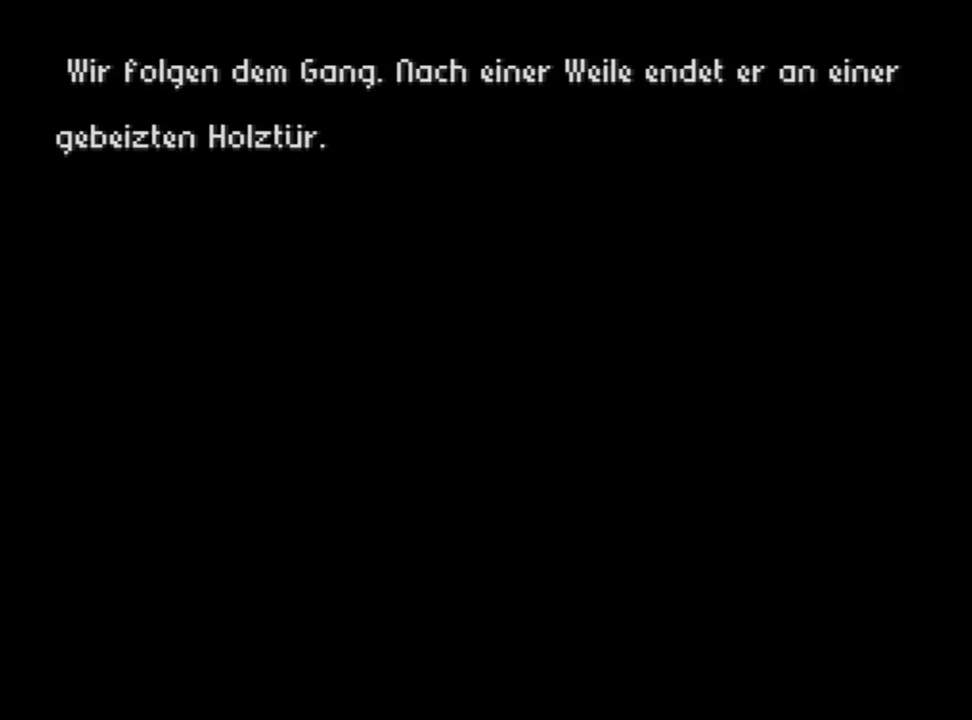 Wir folgen dem Gang. Nach einer Weile endet er an einer
gebeizten Holztür.